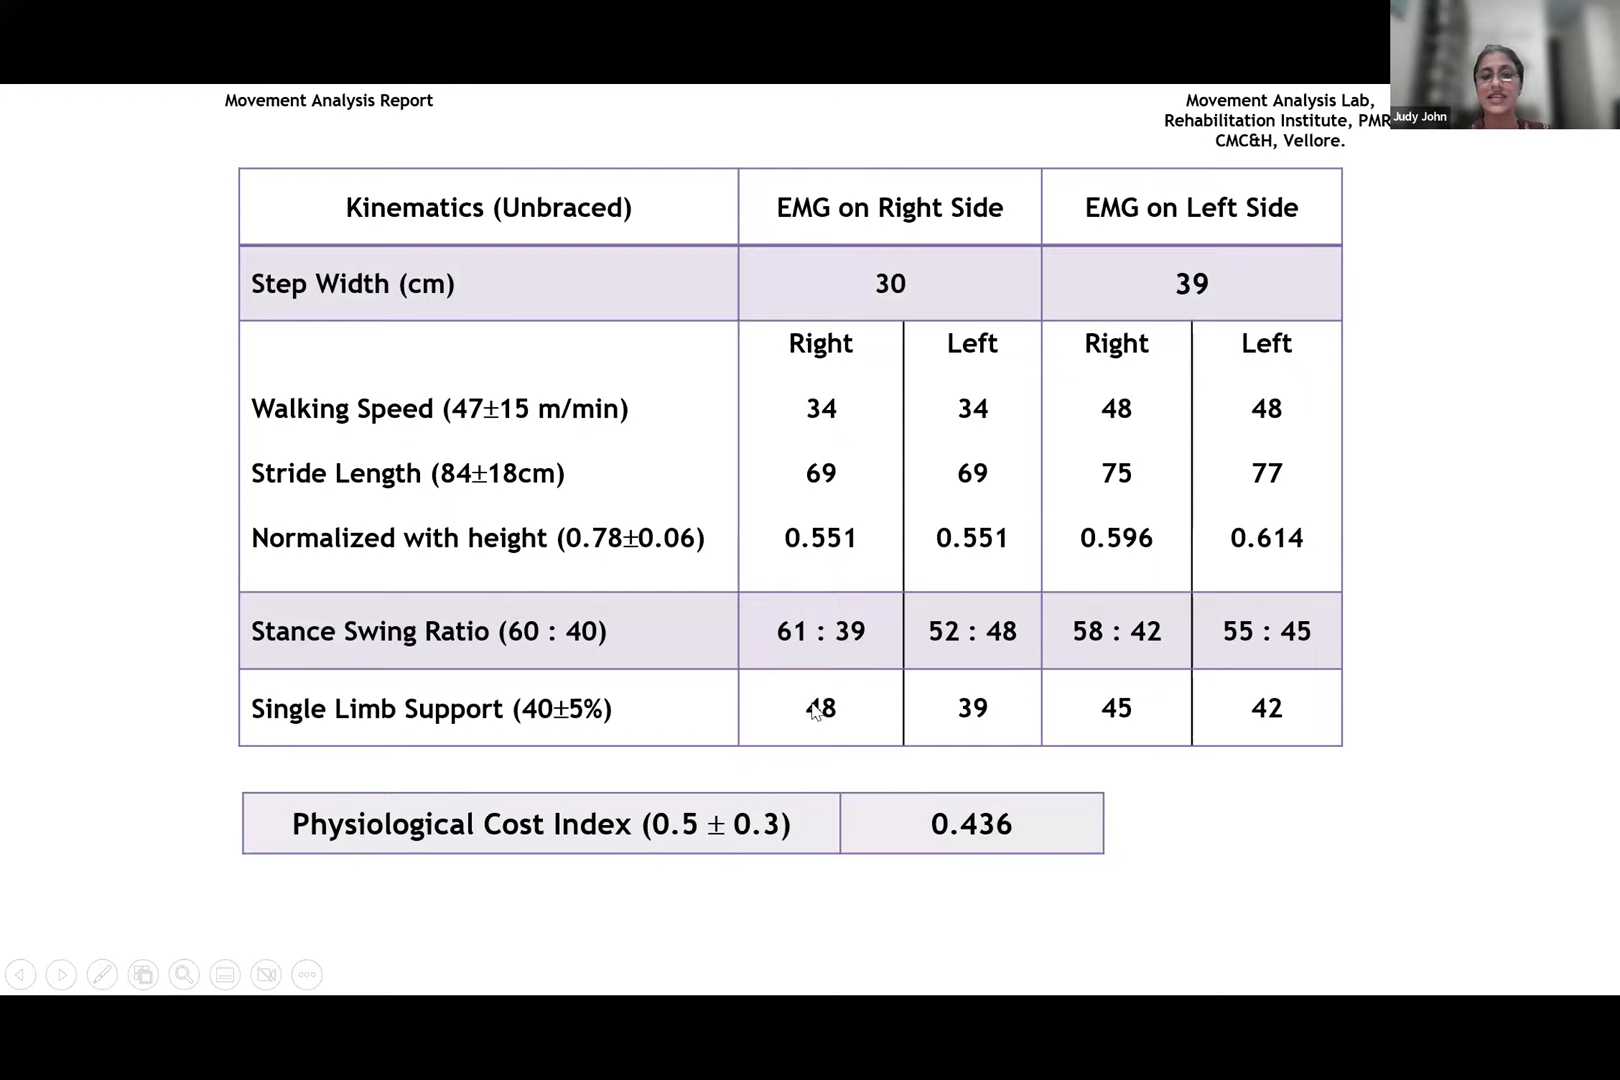 Movement Analysis Report
Movement Analysis Lab,
Rehabilitation Institute, PMR
CMC&H, Vellore.
Judy John
Kinematics (Unbraced) EMG on Right Side EMG on Left Side
Step Width (cm) 30 39
Right Left Right Left
Walking Speed (47±15 m/min) 34 34 48 48
Stride Length (84±18cm) 69 69 75 77
Normalized with height (0.78±0.06) 0.551 0.551 0.596 0.614
Stance Swing Ratio (60 : 40) 61 : 39 52 : 48 58 : 42 55 : 45
Single Limb Support (40±5%) 48 39 45 42
Physiological Cost Index (0.5 ± 0.3) 0.436